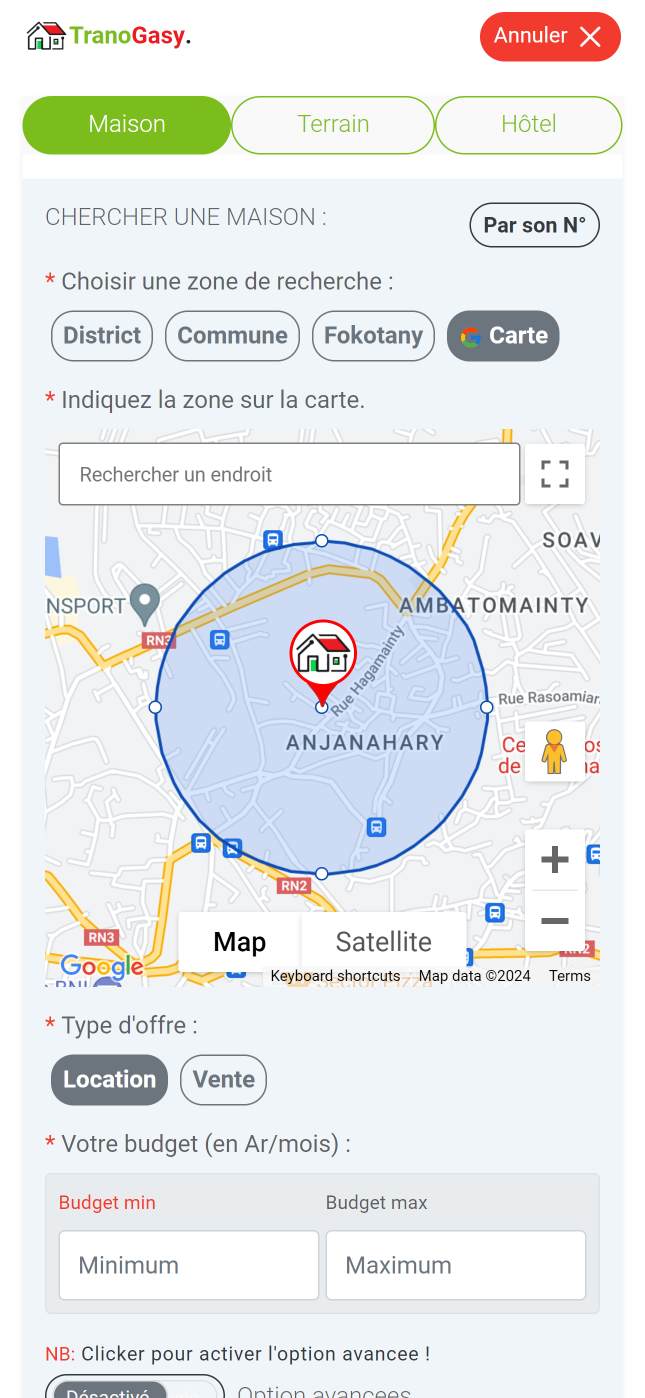 TranoGasy.
Annuler
Maison
Terrain
Hôtel
CHERCHER UNE MAISON :
Par son N°
* Choisir une zone de recherche :
District
Commune
Fokotany
Carte
* Indiquez la zone sur la carte.
Rechercher un endroit
SOAV
NSPORT
AMBATOMAINTY
RN3
Rue Hagamainty
Rue Rasoamiar
ANJANAHARY
Ce
os
de
na
RN2
RN3
Map
Satellite
RN2
Google
Keyboard shortcuts
Map data ©2024
Terms
* Type d'offre :
Location
Vente
* Votre budget (en Ar/mois) :
Budget min
Budget max
Minimum
Maximum
NB: Clicker pour activer l'option avancee !
Désactivé
Option avancees